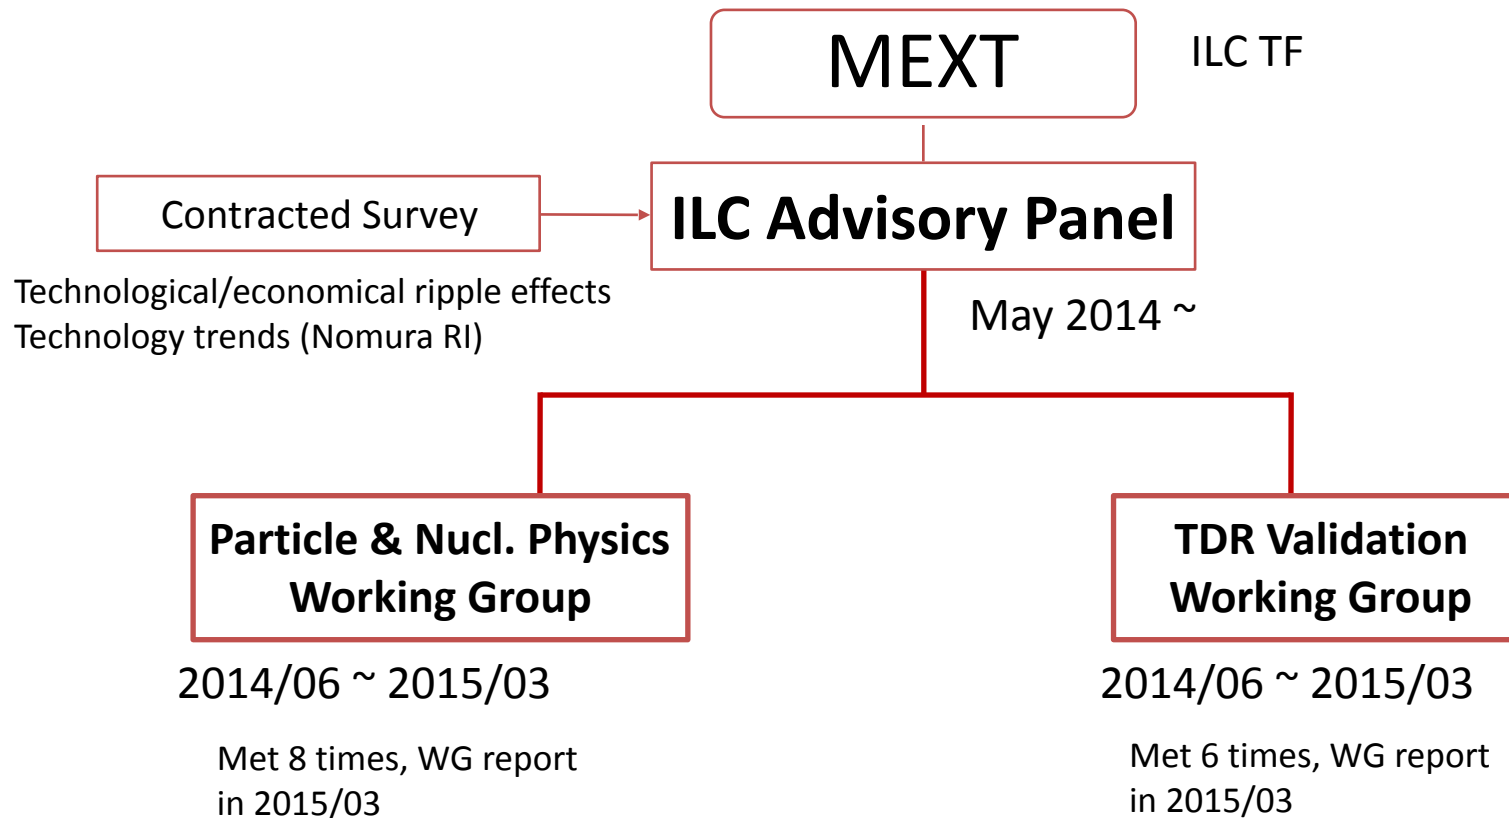 MEXT
ILC TF
Contracted Survey
ILC Advisory Panel
Technological/economical ripple effects
Technology trends (Nomura RI)
May 2014 ~
Particle & Nucl. Physics
Working Group
2014/06 ~ 2015/03
Met 8 times, WG report
in 2015/03
TDR Validation
Working Group
2014/06 ~ 2015/03
Met 6 times, WG report
in 2015/03